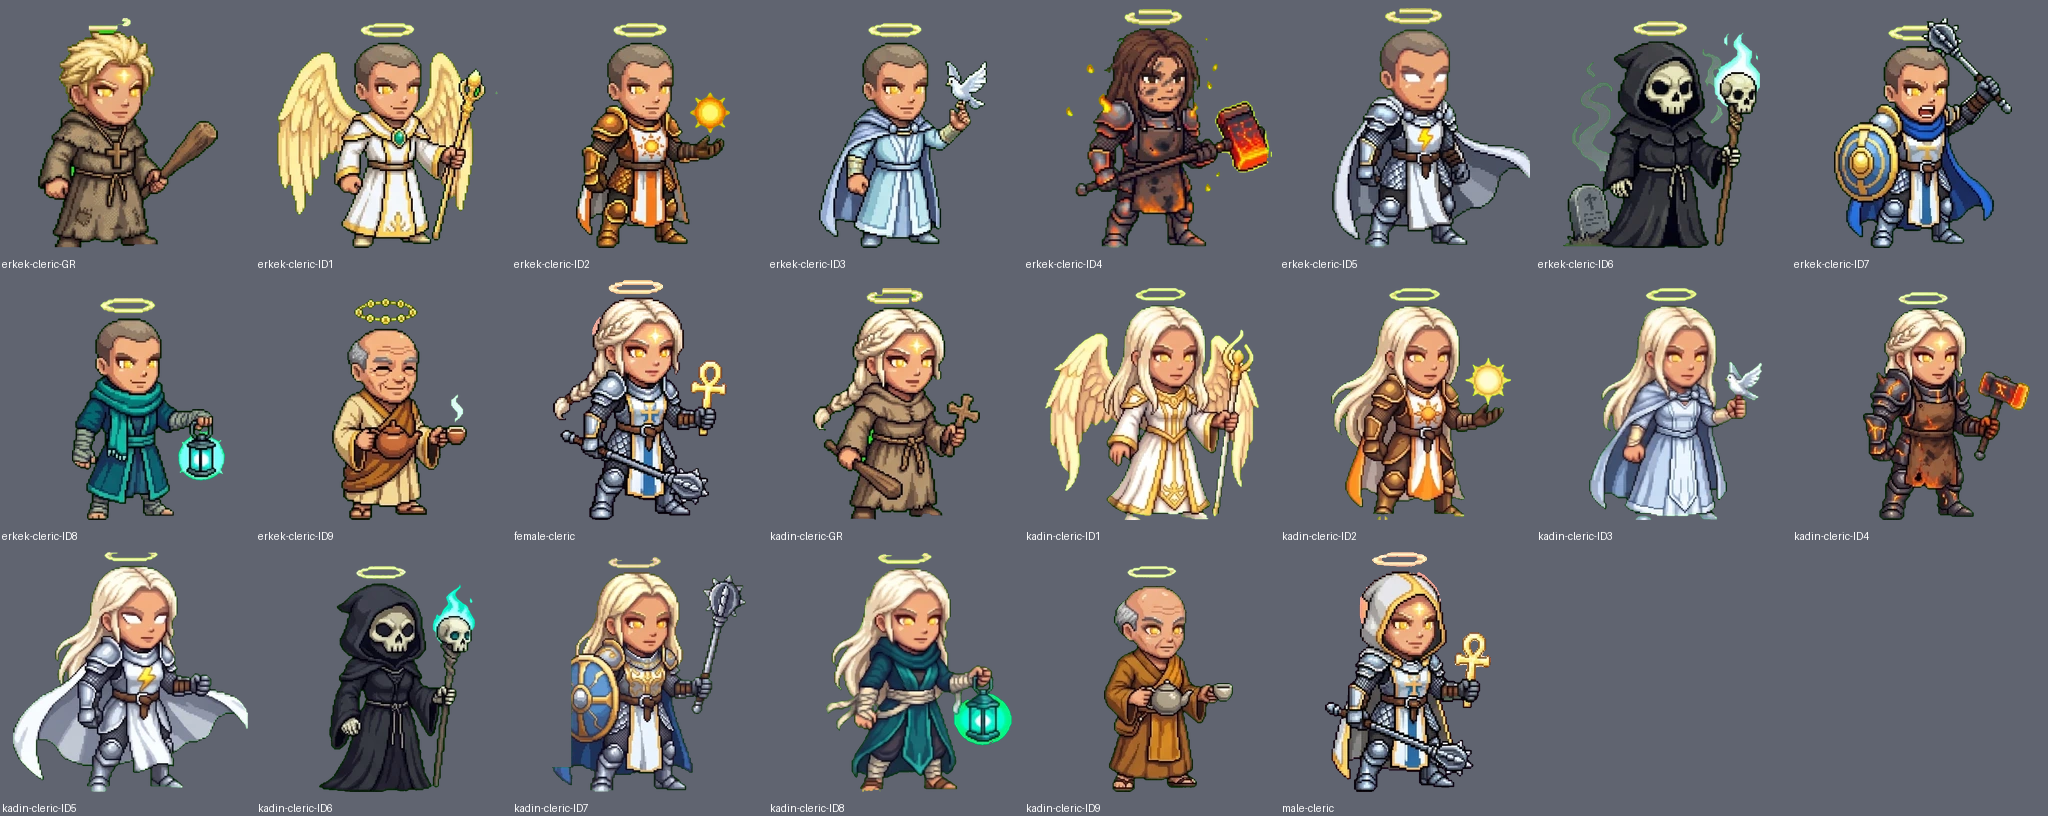 erkek-cleric-GR
erkek-cleric-ID1
erkek-cleric-ID2
erkek-cleric-ID3
erkek-cleric-ID4
erkek-cleric-ID5
erkek-cleric-ID6
erkek-cleric-ID7
erkek-cleric-ID8
erkek-cleric-ID9
female-cleric
kadin-cleric-GR
kadin-cleric-ID1
kadin-cleric-ID2
kadin-cleric-ID3
kadin-cleric-ID4
kadin-cleric-ID5
kadin-cleric-ID6
kadin-cleric-ID7
kadin-cleric-ID8
kadin-cleric-ID9
male-cleric